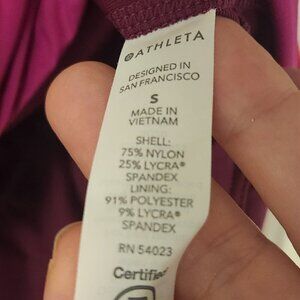 ATHLETA
DESIGNED IN
SAN FRANCISCO
S
MADE IN
VIETNAM
SHELL:
75% NYLON
25% LYCRA®
SPANDEX
LINING:
91% POLYESTER
9% LYCRA®
SPANDEX
RN 54023